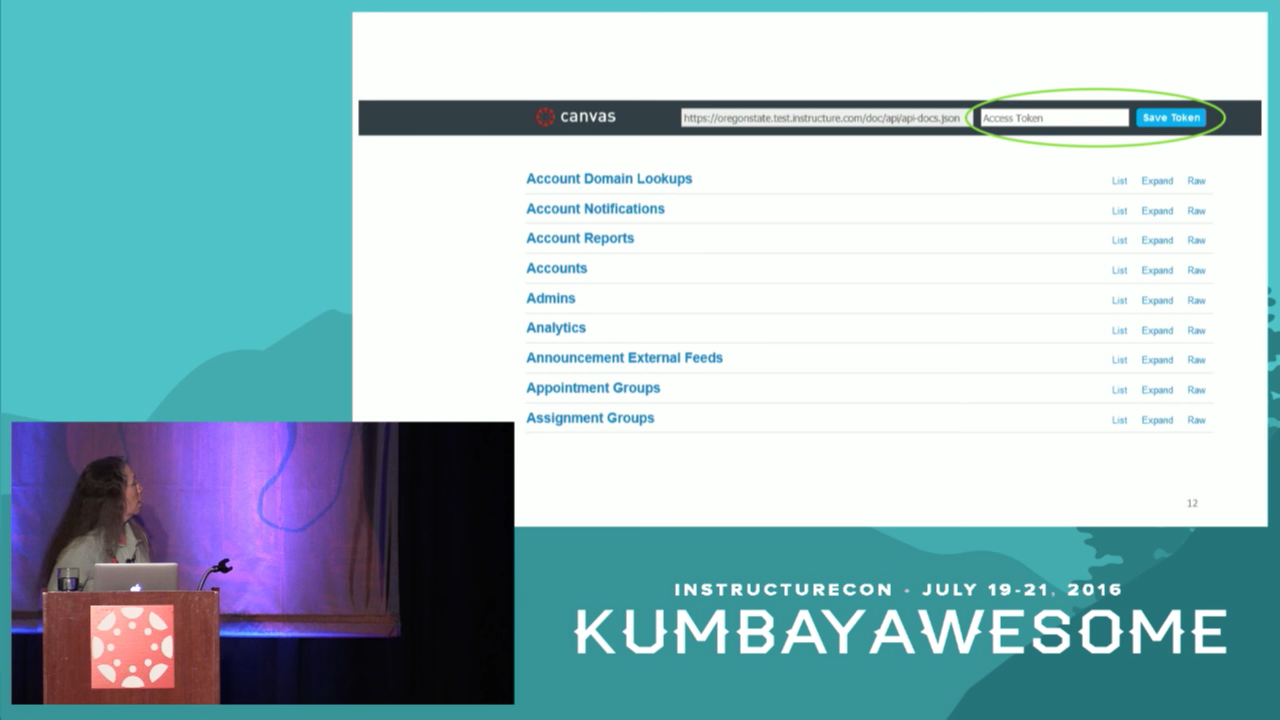 canvas
https://oregonstate.test.instructure.com/doc/api/api-docs.json
Access Token
Save Token
Account Domain Lookups List Expand Raw
Account Notifications List Expand Raw
Account Reports List Expand Raw
Accounts List Expand Raw
Admins List Expand Raw
Analytics List Expand Raw
Announcement External Feeds List Expand Raw
Appointment Groups List Expand Raw
Assignment Groups List Expand Raw
12
INSTRUCTURECON - JULY 19-21, 2016
KUMBAYAWESOME